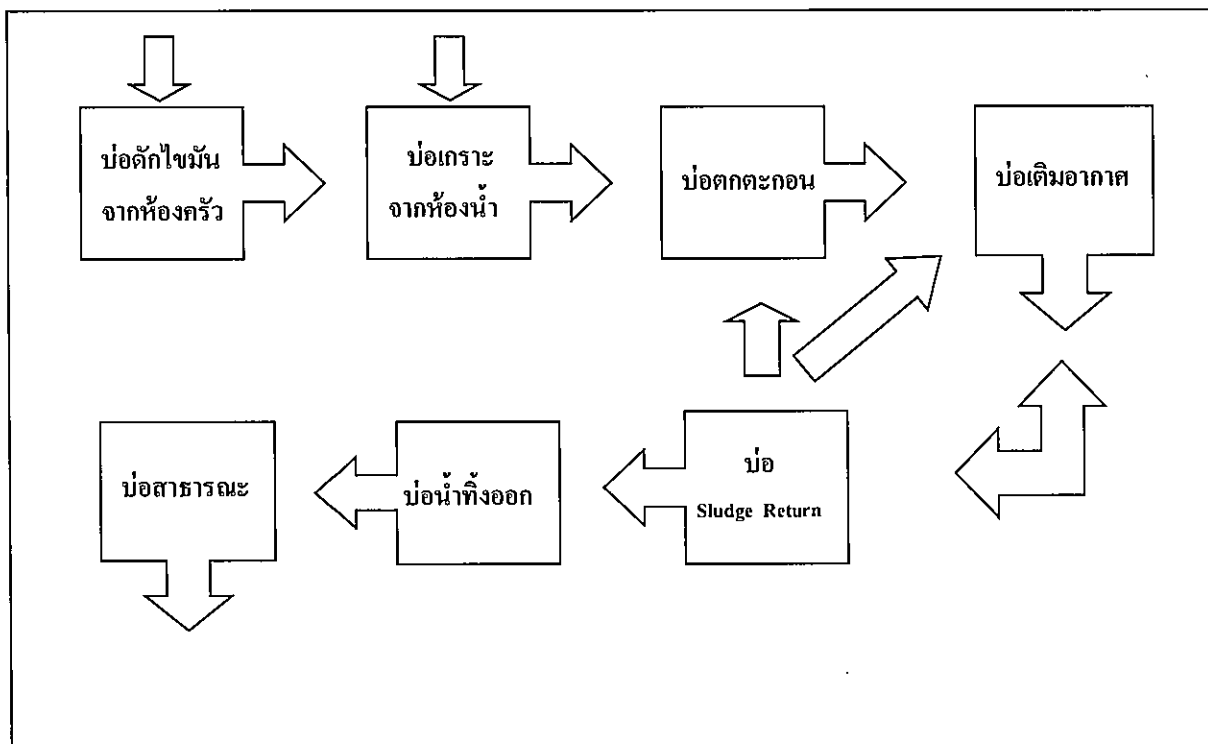 บ่อดักไขมัน
จากห้องครัว
บ่อเกราะ
จากห้องน้ำ
บ่อตกตะกอน
บ่อเติมอากาศ
บ่อสาธารณะ
บ่อน้ำทิ้งออก
บ่อ
Sludge Return